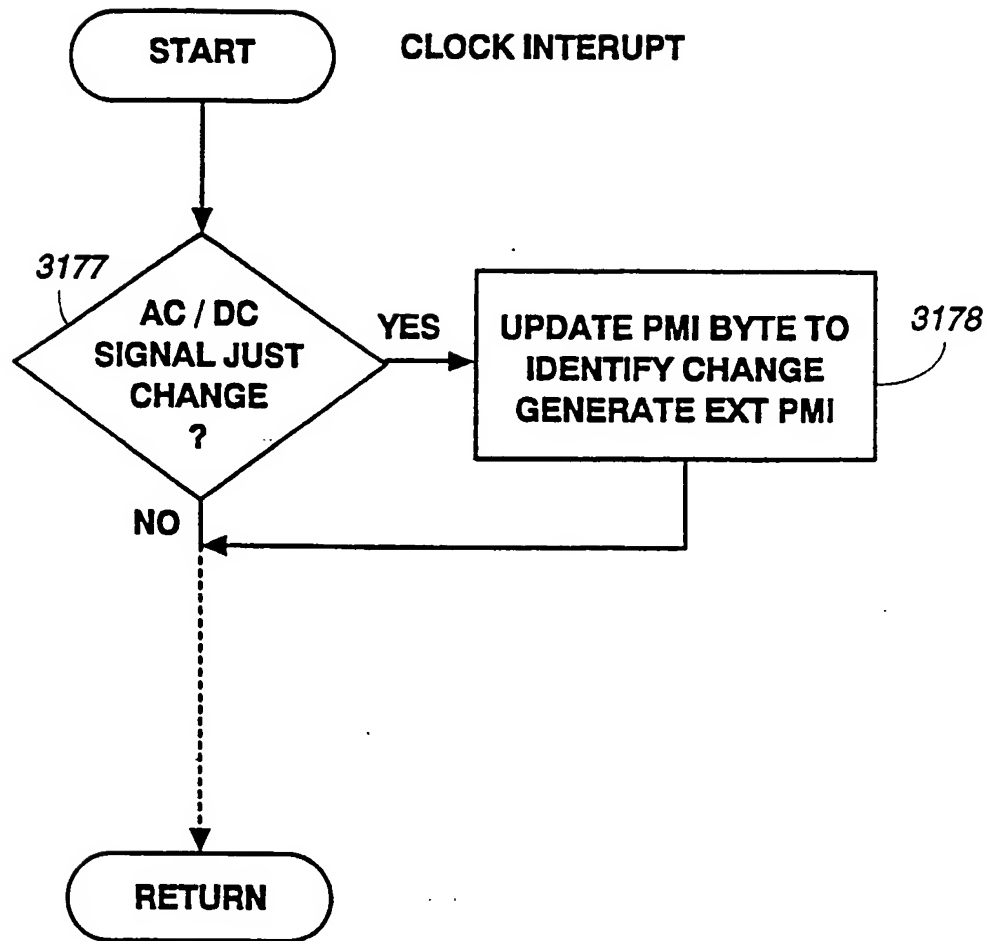 START
CLOCK INTERUPT
3177
AC / DC
SIGNAL JUST
CHANGE
?
YES
UPDATE PMI BYTE TO
IDENTIFY CHANGE
GENERATE EXT PMI
3178
NO
RETURN